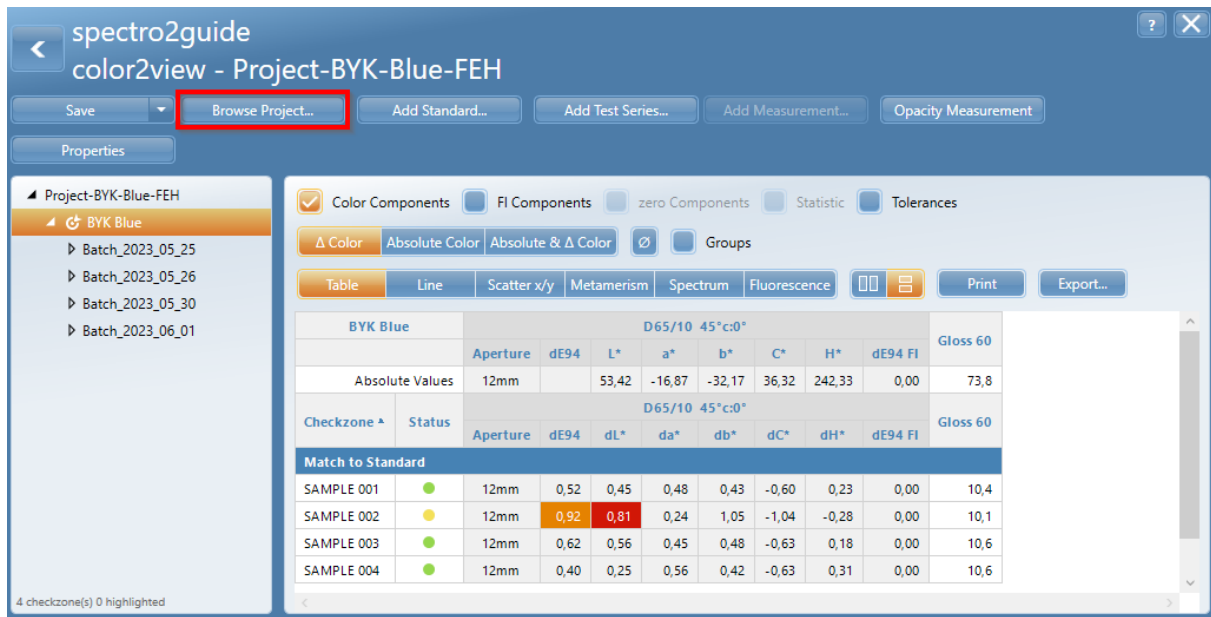 spectro2guide
color2view - Project-BYK-Blue-FEH
?
Save Browse Project... Add Standard... Add Test Series... Add Measurement... Opacity Measurement
Properties
Project-BYK-Blue-FEH
BYK Blue
Batch_2023_05_25
Batch_2023_05_26
Batch_2023_05_30
Batch_2023_06_01
4 checkzone(s) 0 highlighted
Color Components FI Components zero Components Statistic Tolerances
Δ Color Absolute Color Absolute & Δ Color Ø Groups
Table Line Scatter x/y Metamerism Spectrum Fluorescence Print Export...
BYK Blue D65/10 45°c:0° Gloss 60
Aperture dE94 L* a* b* C* H* dE94 FI
Absolute Values 12mm 53,42 -16,87 -32,17 36,32 242,33 0,00 73,8
Checkzone Status D65/10 45°c:0° Gloss 60
Aperture dE94 dL* da* db* dC* dH* dE94 FI
Match to Standard
SAMPLE 001 12mm 0,52 0,45 0,48 0,43 -0,60 0,23 0,00 10,4
SAMPLE 002 12mm 0,92 0,81 0,24 1,05 -1,04 -0,28 0,00 10,1
SAMPLE 003 12mm 0,62 0,56 0,45 0,48 -0,63 0,18 0,00 10,6
SAMPLE 004 12mm 0,40 0,25 0,56 0,42 -0,63 0,31 0,00 10,6